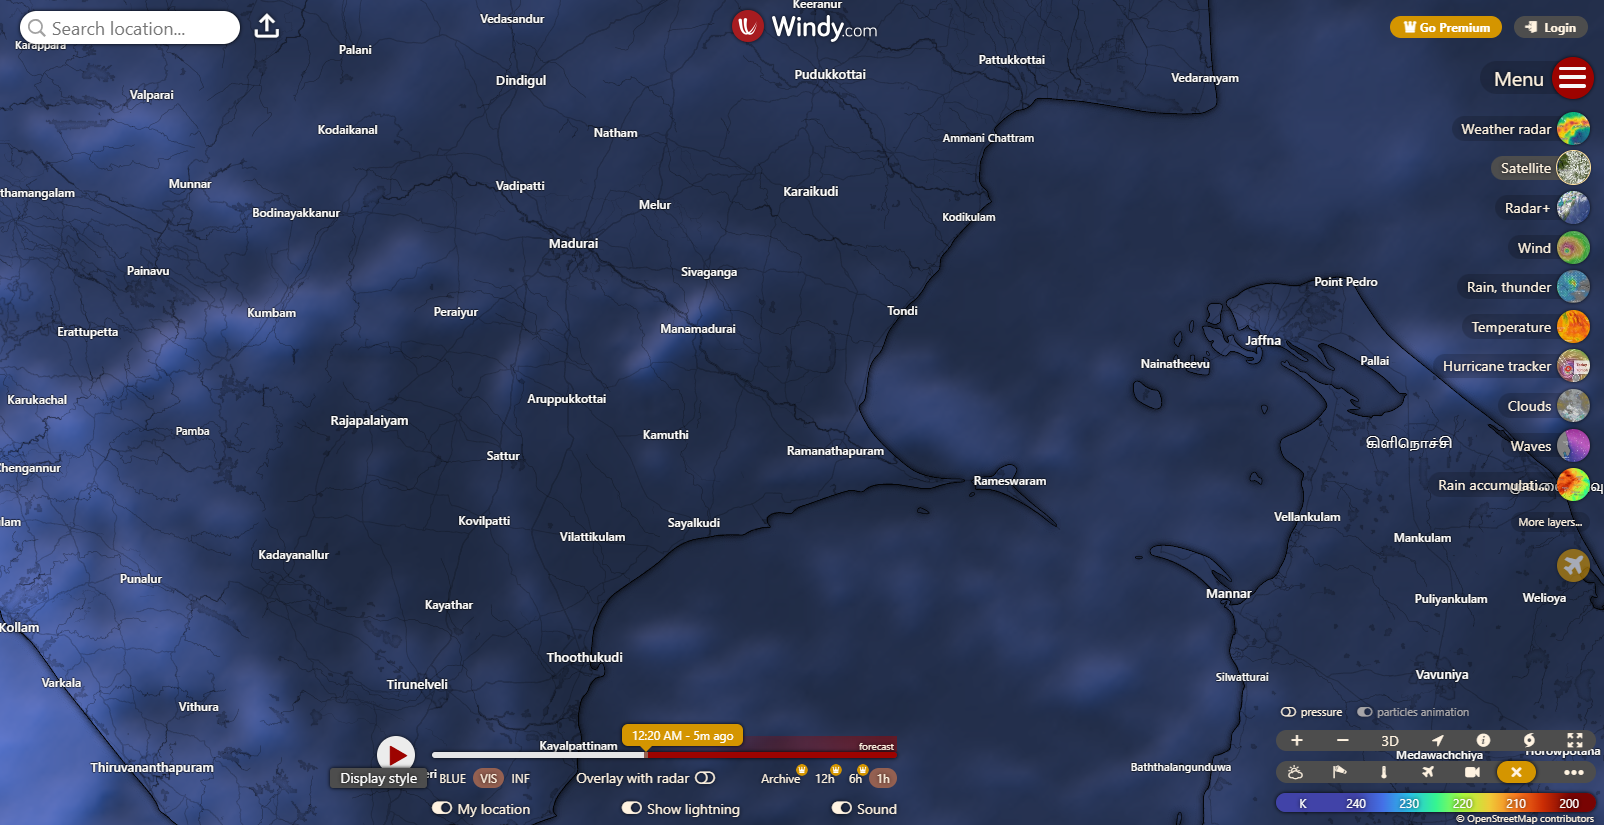 Search location...
Windy.com
Go Premium
Login
Menu
Weather radar
Satellite
Radar+
Wind
Rain, thunder
Temperature
Hurricane tracker
Clouds
Waves
Rain accumulati...
More layers...
Keeranur
Vedasandur
Karappara
Palani
Pattukkottai
Dindigul
Pudukkottai
Vedaranyam
Valparai
Kodaikanal
Natham
Ammani Chattram
Munnar
Vadipatti
Karaikudi
thamangalam
Bodinayakkanur
Melur
Kodikulam
Madurai
Painavu
Sivaganga
Point Pedro
Kumbam
Peraiyur
Tondi
Erattupetta
Manamadurai
Jaffna
Nainatheevu
Pallai
Karukachal
Aruppukkottai
Rajapalaiyam
Pamba
Kamuthi
கிளிநொச்சி
Sattur
Ramanathapuram
Chengannur
Rameswaram
lam
Kovilpatti
Sayalkudi
Vellankulam
Vilattikulam
Mankulam
Kadayanallur
Punalur
Mannar
Kayathar
Puliyankulam
Welioya
Kollam
Thoothukudi
Varkala
Tirunelveli
Silwatturai
Vavuniya
Vithura
Kayalpattinam
Thiruvananthapuram
Baththalangunduwa
Medawachchiya
Horowpotana
12:20 AM - 5m ago
forecast
Display style
eri
BLUE
VIS
INF
Overlay with radar
Archive
12h
6h
1h
My location
Show lightning
Sound
pressure
particles animation
3D
K 240 230 220 210 200
© OpenStreetMap contributors